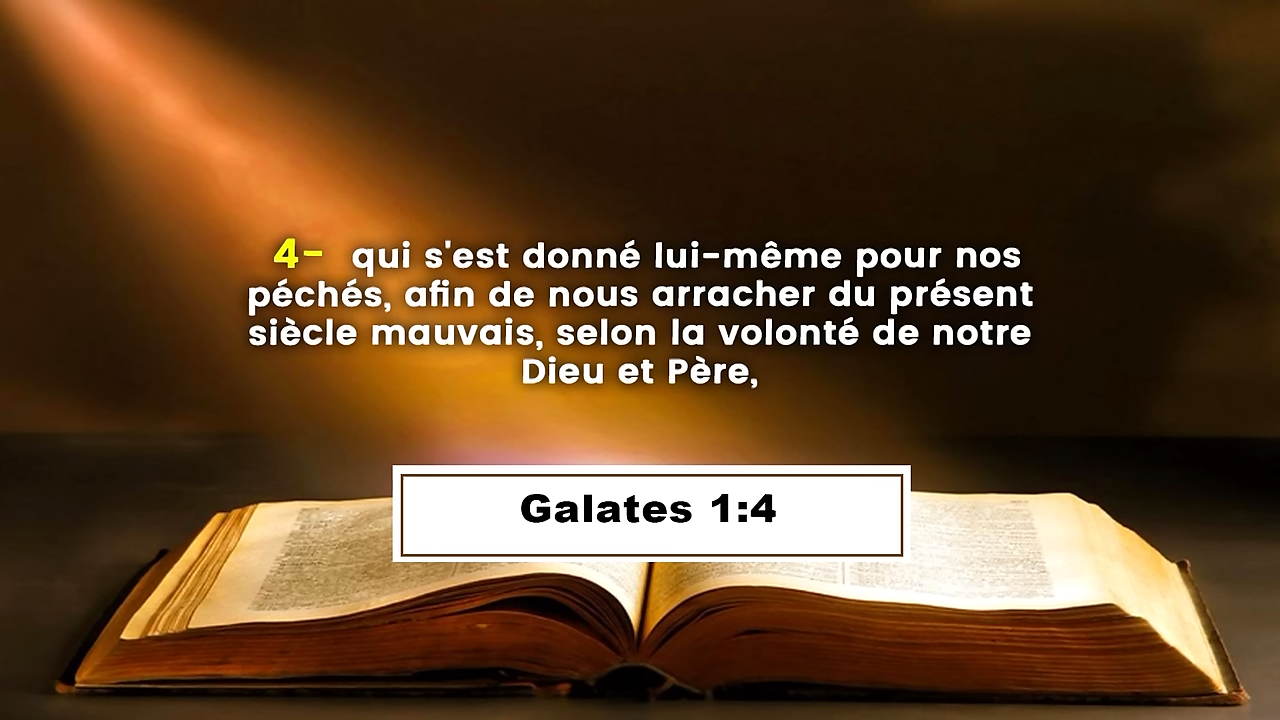 4- qui s'est donné lui-même pour nos
péchés, afin de nous arracher du présent
siècle mauvais, selon la volonté de notre
Dieu et Père,
Galates 1:4